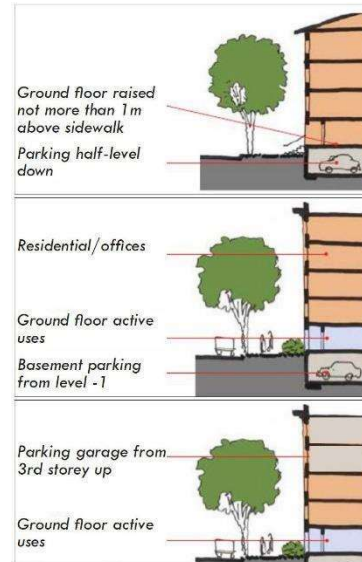 Ground floor raised
not more than 1m
above sidewalk
Parking half-level
down
Residential/offices
Ground floor active
uses
Basement parking
from level -1
Parking garage from
3rd storey up
Ground floor active
uses